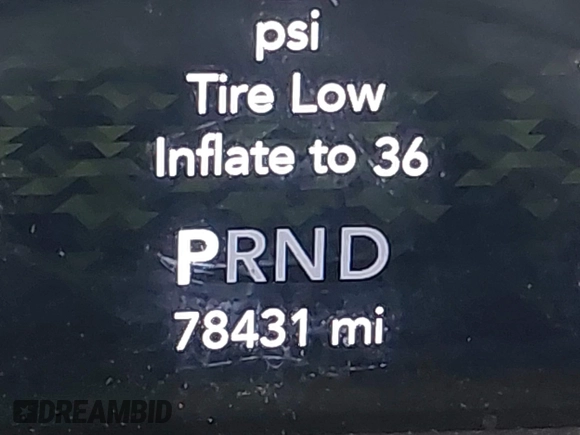 psi
Tire Low
Inflate to 36
PRND
78431 mi
DREAMBID